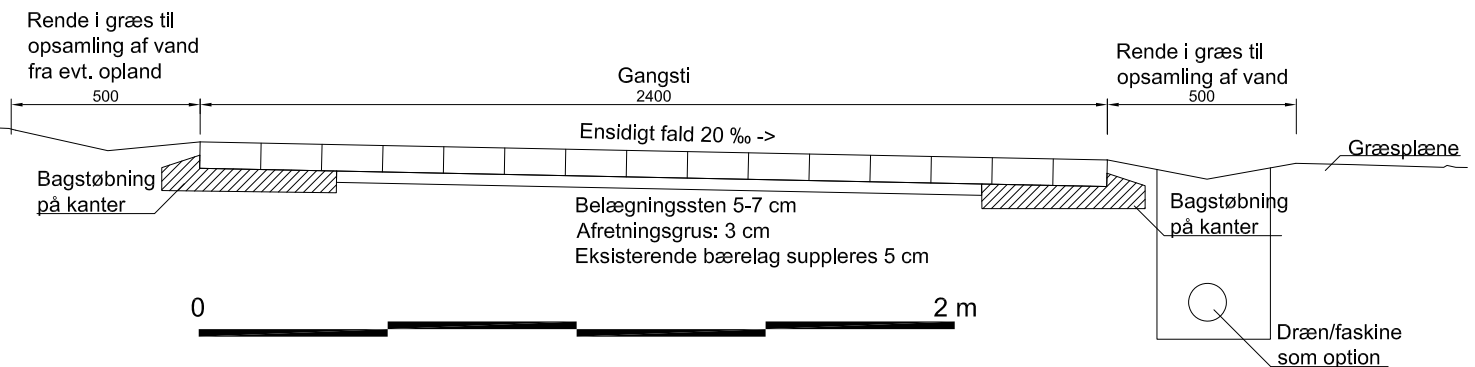 Rende i græs til
opsamling af vand
fra evt. opland
500
Gangsti
2400
Rende i græs til
opsamling af vand
500
Ensidigt fald 20 ‰ ->
Græsplæne
Bagstøbning
på kanter
Belægningssten 5-7 cm
Afretningsgrus: 3 cm
Eksisterende bærelag suppleres 5 cm
Bagstøbning
på kanter
0
2 m
Dræn/faskine
som option